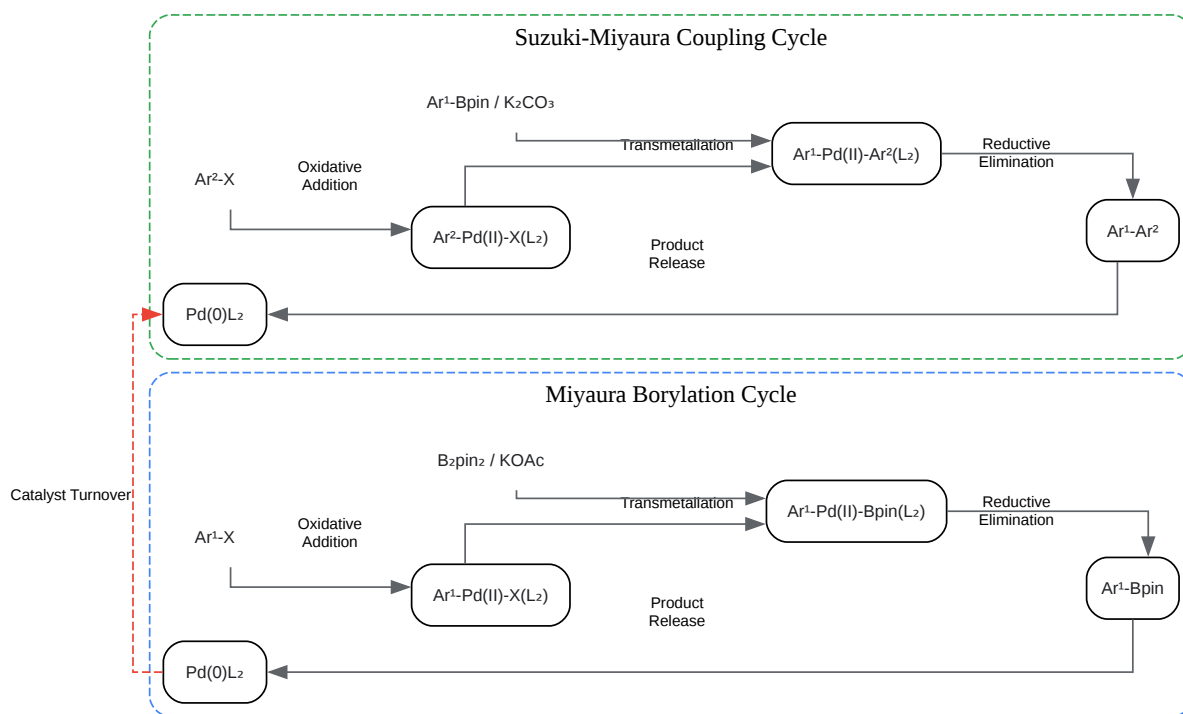 Suzuki-Miyaura Coupling Cycle
Ar¹-Bpin / K₂CO₃
Transmetallation
Ar¹-Pd(II)-Ar²(L₂)
Reductive
Elimination
Oxidative
Addition
Ar²-X
Ar²-Pd(II)-X(L₂)
Ar¹-Ar²
Product
Release
Pd(0)L₂
Miyaura Borylation Cycle
B₂pin₂ / KOAc
Catalyst Turnover
Transmetallation
Ar¹-Pd(II)-Bpin(L₂)
Reductive
Elimination
Oxidative
Addition
Ar¹-X
Ar¹-Pd(II)-X(L₂)
Ar¹-Bpin
Product
Release
Pd(0)L₂